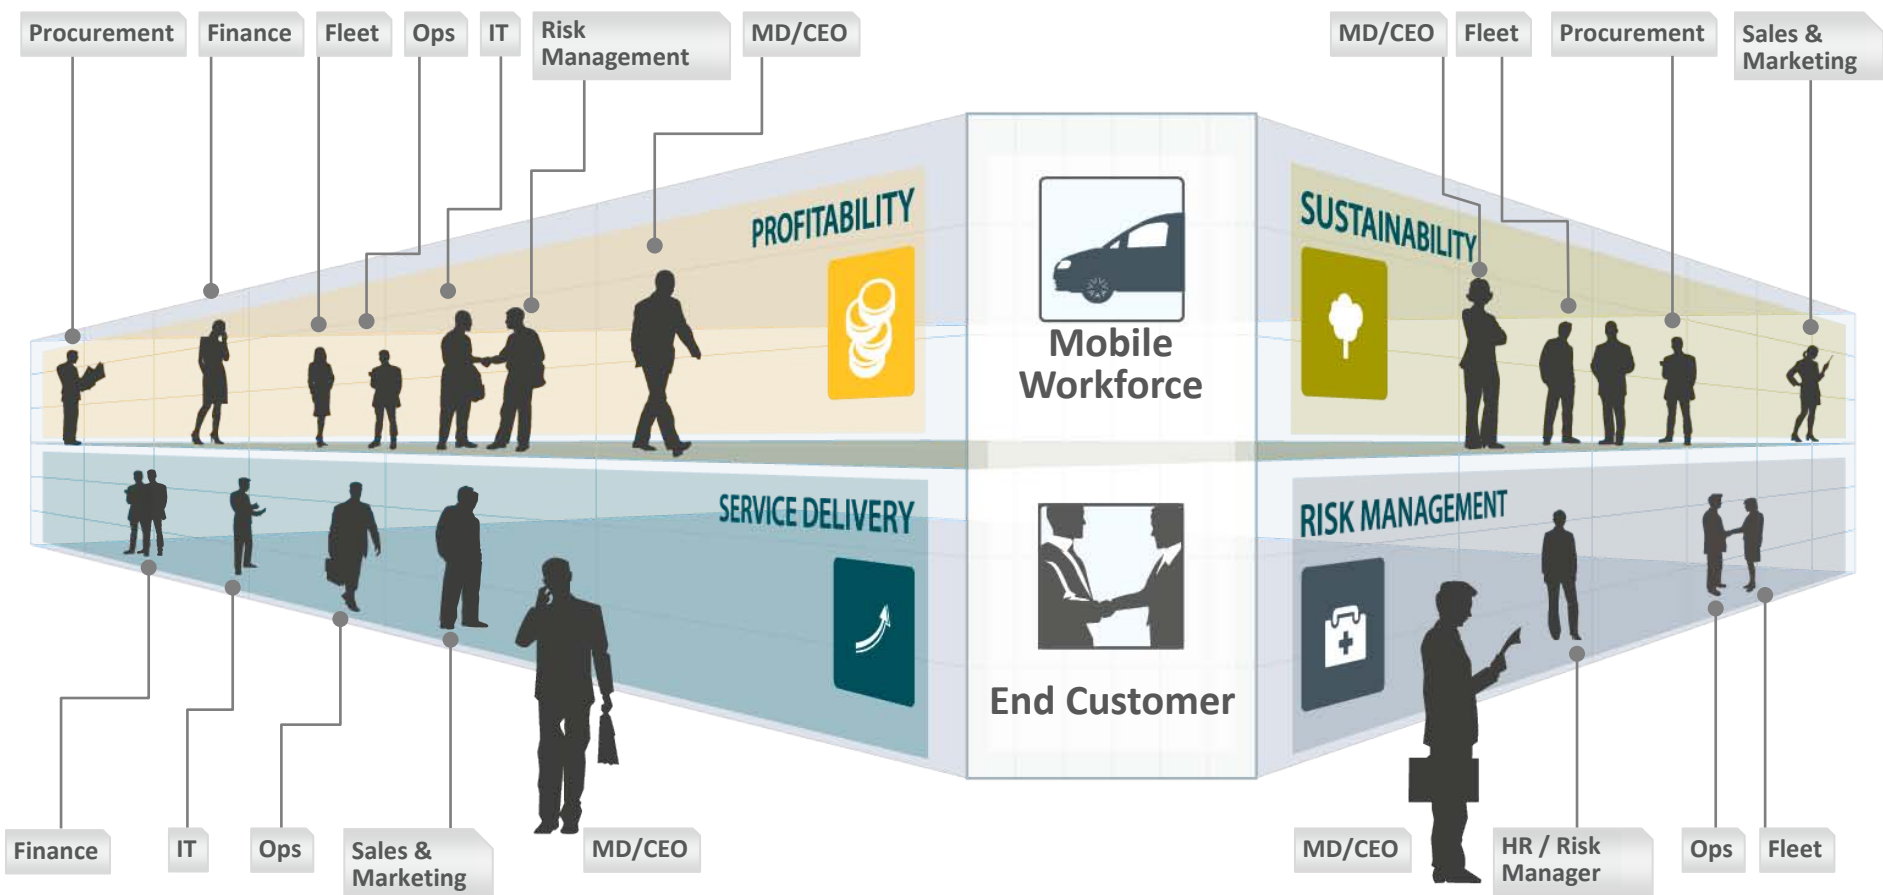 Procurement
Finance
Fleet
Ops
IT
Risk
Management
MD/CEO
MD/CEO
Fleet
Procurement
Sales &
Marketing
PROFITABILITY
SUSTAINABILITY
Mobile
Workforce
SERVICE DELIVERY
RISK MANAGEMENT
End Customer
Finance
IT
Ops
Sales &
Marketing
MD/CEO
MD/CEO
HR / Risk
Manager
Ops
Fleet